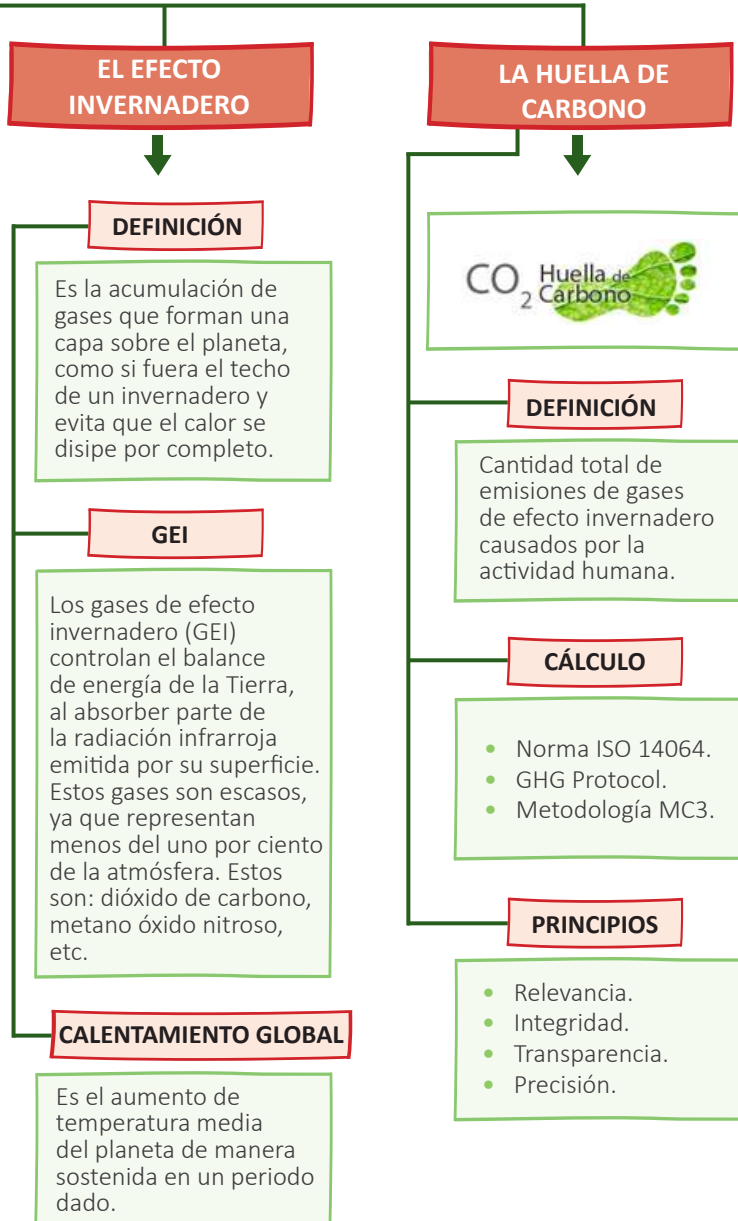 EL EFECTO
INVERNADERO
DEFINICIÓN
Es la acumulación de
gases que forman una
capa sobre el planeta,
como si fuera el techo
de un invernadero y
evita que el calor se
disipe por completo.
GEI
Los gases de efecto
invernadero (GEI)
controlan el balance
de energía de la Tierra,
al absorber parte de
la radiación infrarroja
emitida por su superficie.
Estos gases son escasos,
ya que representan
menos del uno por ciento
de la atmósfera. Estos
son: dióxido de carbono,
metano óxido nitroso,
etc.
CALENTAMIENTO GLOBAL
Es el aumento de
temperatura media
del planeta de manera
sostenida en un periodo
dado.
LA HUELLA DE
CARBONO
CO2 Huella de
Carbono
DEFINICIÓN
Cantidad total de
emisiones de gases
de efecto invernadero
causados por la
actividad humana.
CÁLCULO
• Norma ISO 14064.
• GHG Protocol.
• Metodología MC3.
PRINCIPIOS
• Relevancia.
• Integridad.
• Transparencia.
• Precisión.